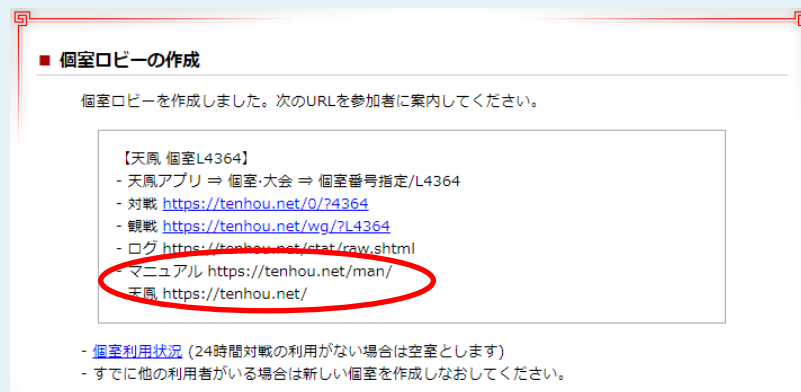 ■ 個室ロビーの作成
個室ロビーを作成しました。次のURLを参加者に案内してください。
【天鳳 個室L4364】
- 天鳳アプリ ⇒ 個室·大会 ⇒ 個室番号指定/L4364
- 対戦 https://tenhou.net/0/?4364
- 観戦 https://tenhou.net/wg/?L4364
- ログ https://tenhou.net/stat/raw.shtml
- マニュアル https://tenhou.net/man/
- 天鳳 https://tenhou.net/
- 個室利用状況 (24時間対戦の利用がない場合は空室とします)
- すでに他の利用者がいる場合は新しい個室を作成しなおしてください。